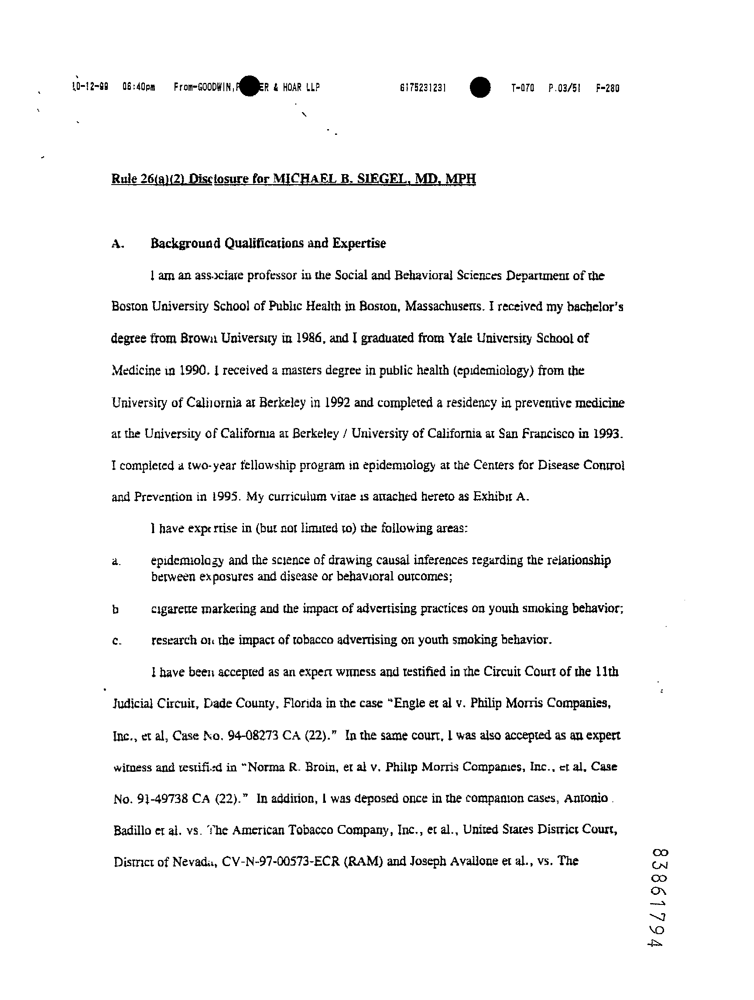 10-12-99 06:40pm From-GOODWIN, P ER & HOAR LLP 6175231231 T-070 P.03/51 F-280
Rule 26(a)(2) Disclosure for MICHAEL B. SIEGEL, MD, MPH
A. Background Qualifications and Expertise
I am an associate professor in the Social and Behavioral Sciences Department of the
Boston University School of Public Health in Boston, Massachusetts. I received my bachelor's
degree from Brown University in 1986, and I graduated from Yale University School of
Medicine in 1990. I received a masters degree in public health (epidemiology) from the
University of California at Berkeley in 1992 and completed a residency in preventive medicine
at the University of California at Berkeley / University of California at San Francisco in 1993.
I completed a two-year fellowship program in epidemiology at the Centers for Disease Control
and Prevention in 1995. My curriculum vitae is attached hereto as Exhibit A.
I have expertise in (but not limited to) the following areas:
a. epidemiology and the science of drawing causal inferences regarding the relationship
between exposures and disease or behavioral outcomes;
b cigarette marketing and the impact of advertising practices on youth smoking behavior;
c. research on the impact of tobacco advertising on youth smoking behavior.
I have been accepted as an expert witness and testified in the Circuit Court of the 11th
Judicial Circuit, Dade County, Florida in the case "Engle et al v. Philip Morris Companies,
Inc., et al, Case No. 94-08273 CA (22)." In the same court, I was also accepted as an expert
witness and testified in "Norma R. Broin, et al v. Philip Morris Companies, Inc., et al, Case
No. 91-49738 CA (22)." In addition, I was deposed once in the companion cases, Antonio
Badillo et al. vs. The American Tobacco Company, Inc., et al., United States District Court,
District of Nevada, CV-N-97-00573-ECR (RAM) and Joseph Avallone et al., vs. The
83861794